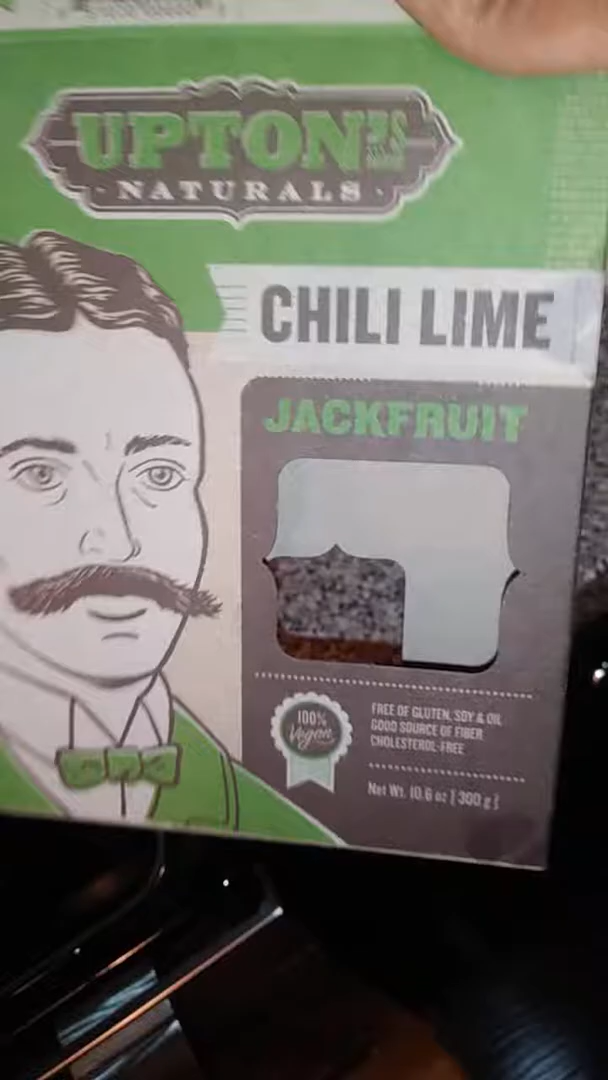 UPTON'S
· NATURALS ·
CHILI LIME
JACKFRUIT
100%
Vegan
FREE OF GLUTEN, SOY & OIL
GOOD SOURCE OF FIBER
CHOLESTEROL-FREE
Net Wt. 10.6 oz [300 g]